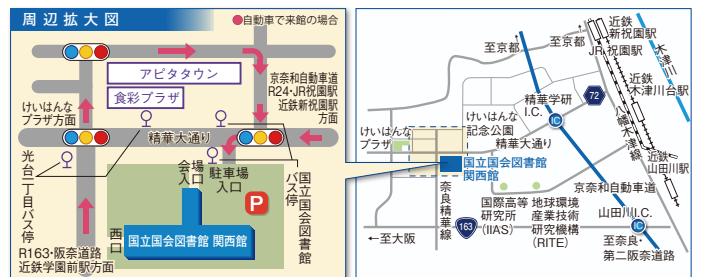 周辺拡大図
●自動車で来館の場合
アピタタウン
食彩プラザ
京奈和自動車道
R24・JR祝園駅
近鉄新祝園駅
方面
けいはんな
プラザ方面
精華大通り
光台一丁目バス停
会場
入口
駐車場
入口
P
国立国会図書館
バス停
西口
国立国会図書館 関西館
R163・阪奈道路
近鉄学園前駅方面
至京都
至京都
近鉄
新祝園駅
JR祝園駅
木津川
近鉄
木津川台駅
精華学研
I.C.
72
IC
八幡木津線
けいはんな
プラザ
けいはんな
記念公園
精華大通り
国立国会図書館
関西館
近鉄
山田川駅
京奈和自動車道
奈良精華線
163
国際高等
研究所
(IIAS)
地球環境
産業技術
研究機構
(RITE)
山田川I.C.
IC
←至大阪
至奈良・
第二阪奈道路